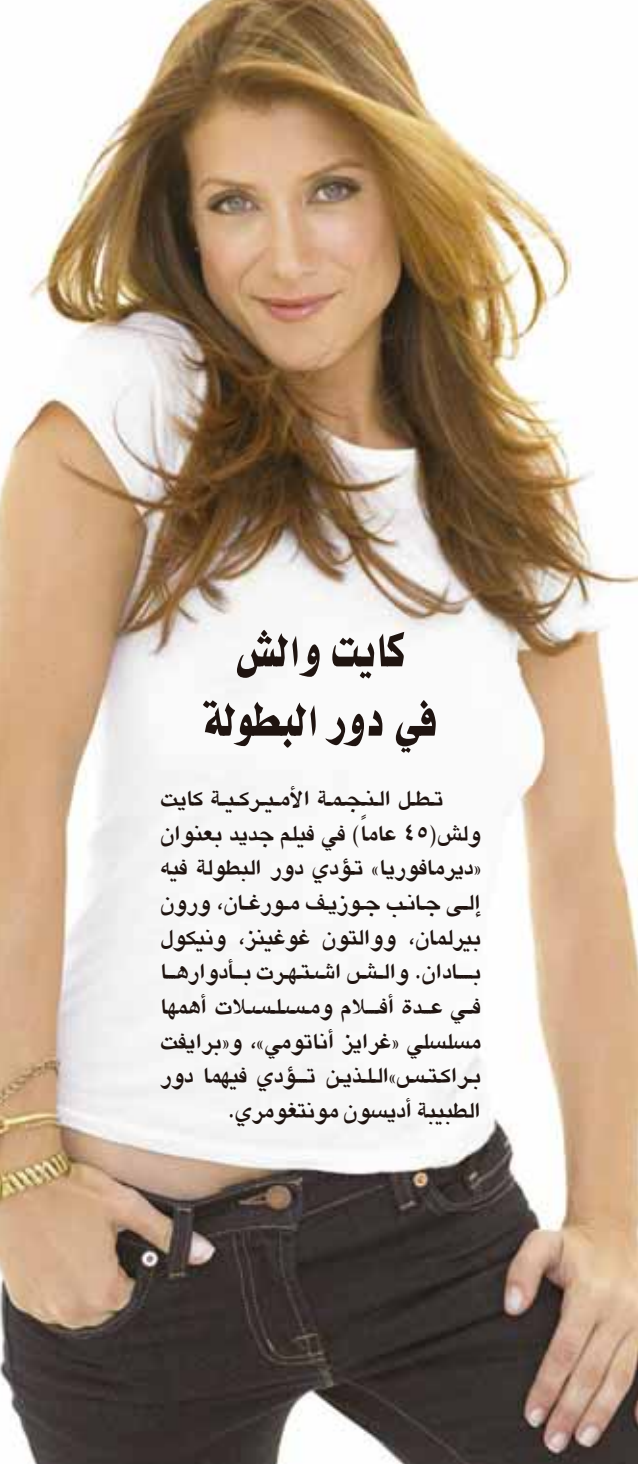 كايت والش
في دور البطولة
تطل النجمة الأميركية كايت
ولش(٤٥ عاماً) في فيلم جديد بعنوان
«ديرمافوريا» تؤدي دور البطولة فيه
إلى جانب جوزيف مورغان، ورون
بيرلمان، ووالتون غوغينز، ونيكول
بادان. والش اشتهرت بأدوارها
في عدة أفلام ومسلسلات أهمها
مسلسلي «غرايز أناتومي»، و«برايفت
براكتس»اللذين تؤدي فيهما دور
الطبيبة أديسون مونتغومري.